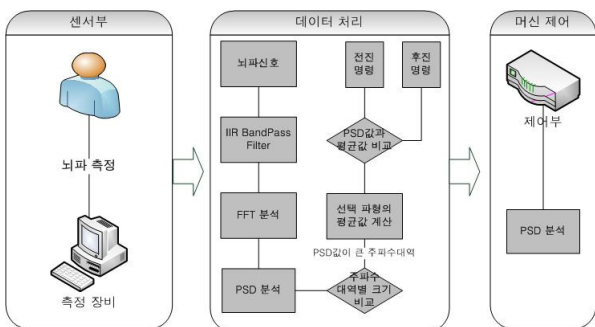 센서부
뇌파 측정
측정 장비
데이터 처리
뇌파신호
IIR BandPass
Filter
FFT 분석
PSD 분석
전진
명령
후진
명령
PSD값과
평균값 비교
선택 파형의
평균값 계산
PSD값이 큰 주파수대역
주파수
대역별 크기
비교
머신 제어
제어부
PSD 분석